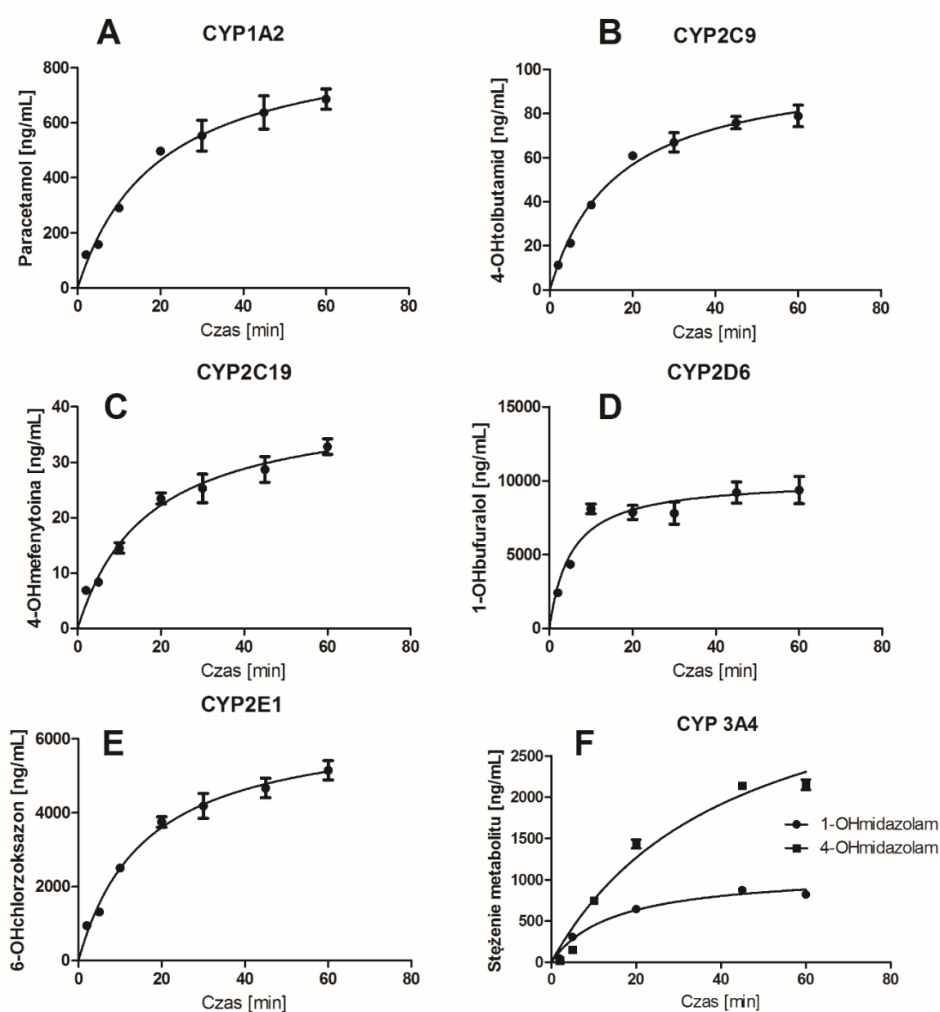 A
CYP1A2
Paracetamol [ng/mL]
800
600
400
200
0
0 20 40 60 80
Czas [min]
B
CYP2C9
4-OHtolbutamid [ng/mL]
100
80
60
40
20
0
0 20 40 60 80
Czas [min]
C
CYP2C19
4-OHmefenytoina [ng/mL]
40
30
20
10
0
0 20 40 60 80
Czas [min]
D
CYP2D6
1-OHbufuralol [ng/mL]
15000
10000
5000
0
0 20 40 60 80
Czas [min]
E
CYP2E1
6-OHchlorzoksazon [ng/mL]
6000
4000
2000
0
0 20 40 60 80
Czas [min]
F
CYP 3A4
Stężenie metabolitu [ng/mL]
2500
2000
1500
1000
500
0
0 20 40 60 80
Czas [min]
1-OHmidazolam
4-OHmidazolam